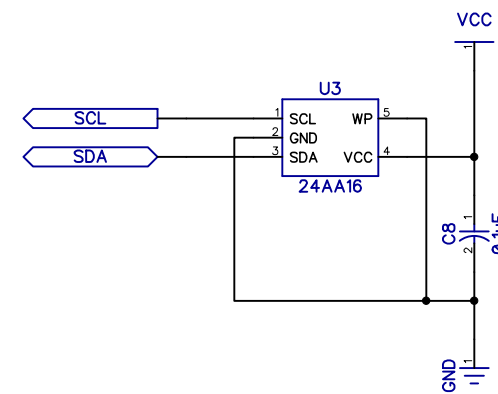 VCC
1
U3
SCL
1 SCL WP 5
2 GND
SDA
3 SDA VCC 4
24AA16
C8
1
2
GND
1